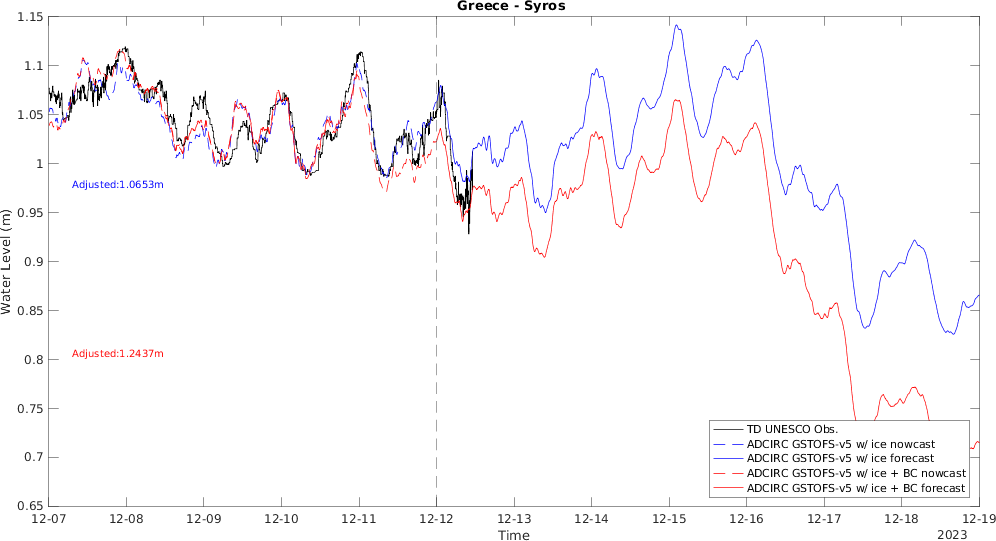 Greece - Syros
1.15
1.1
1.05
1
0.95
0.9
0.85
0.8
0.75
0.7
0.65
Water Level (m)
Adjusted:1.0653m
Adjusted:1.2437m
TD UNESCO Obs.
ADCIRC GSTOFS-v5 w/ ice nowcast
ADCIRC GSTOFS-v5 w/ ice forecast
ADCIRC GSTOFS-v5 w/ ice + BC nowcast
ADCIRC GSTOFS-v5 w/ ice + BC forecast
12-07 12-08 12-09 12-10 12-11 12-12 12-13 12-14 12-15 12-16 12-17 12-18 12-19
Time
2023